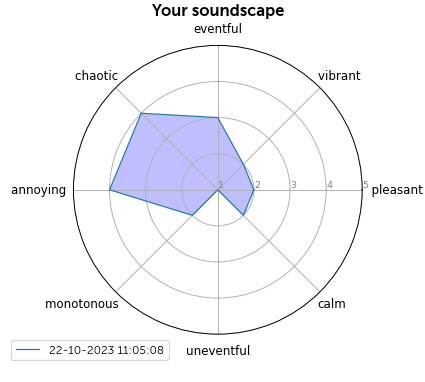 Your soundscape
eventful
chaotic
vibrant
annoying
1 2 3 4 5
pleasant
monotonous
calm
uneventful
22-10-2023 11:05:08